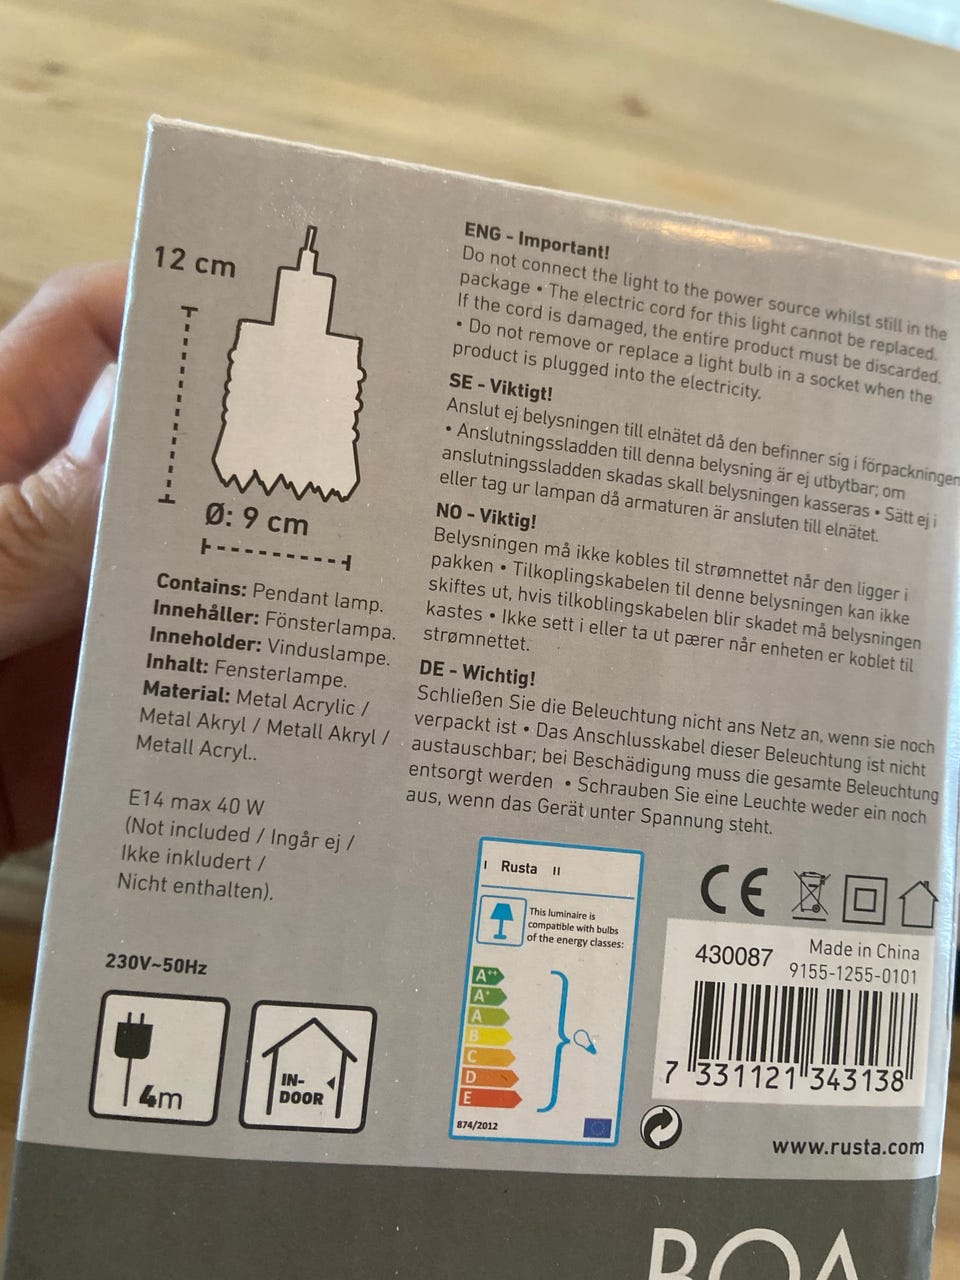 12 cm
Ø: 9 cm
Contains: Pendant lamp.
Innehåller: Fönsterlampa.
Inneholder: Vinduslampe.
Inhalt: Fensterlampe.
Material: Metal Acrylic /
Metal Akryl / Metall Akryl /
Metall Acryl..
E14 max 40 W
(Not included / Ingår ej /
Ikke inkludert /
Nicht enthalten).
230V~50Hz
4m
IN-
DOOR
ENG - Important!
Do not connect the light to the power source whilst still in the
package • The electric cord for this light cannot be replaced.
If the cord is damaged, the entire product must be discarded.
• Do not remove or replace a light bulb in a socket when the
product is plugged into the electricity.
SE - Viktigt!
Anslut ej belysningen till elnätet då den befinner sig i förpackningen
• Anslutningssladden till denna belysning är ej utbytbar; om
anslutningssladden skadas skall belysningen kasseras • Sätt ej i
eller tag ur lampan då armaturen är ansluten till elnätet.
NO - Viktig!
Belysningen må ikke kobles til strømnettet når den ligger i
pakken • Tilkoplingskabelen til denne belysningen kan ikke
skiftes ut, hvis tilkoblingskabelen blir skadet må belysningen
kastes • Ikke sett i eller ta ut pærer når enheten er koblet til
strømnettet.
DE - Wichtig!
Schließen Sie die Beleuchtung nicht ans Netz an, wenn sie noch
verpackt ist • Das Anschlusskabel dieser Beleuchtung ist nicht
austauschbar; bei Beschädigung muss die gesamte Beleuchtung
entsorgt werden • Schrauben Sie eine Leuchte weder ein noch
aus, wenn das Gerät unter Spannung steht.
I Rusta II
This luminaire is
compatible with bulbs
of the energy classes:
A++
A+
A
B
C
D
E
874/2012
CE
430087
Made in China
9155-1255-0101
7 331121 343138
www.rusta.com
BOA